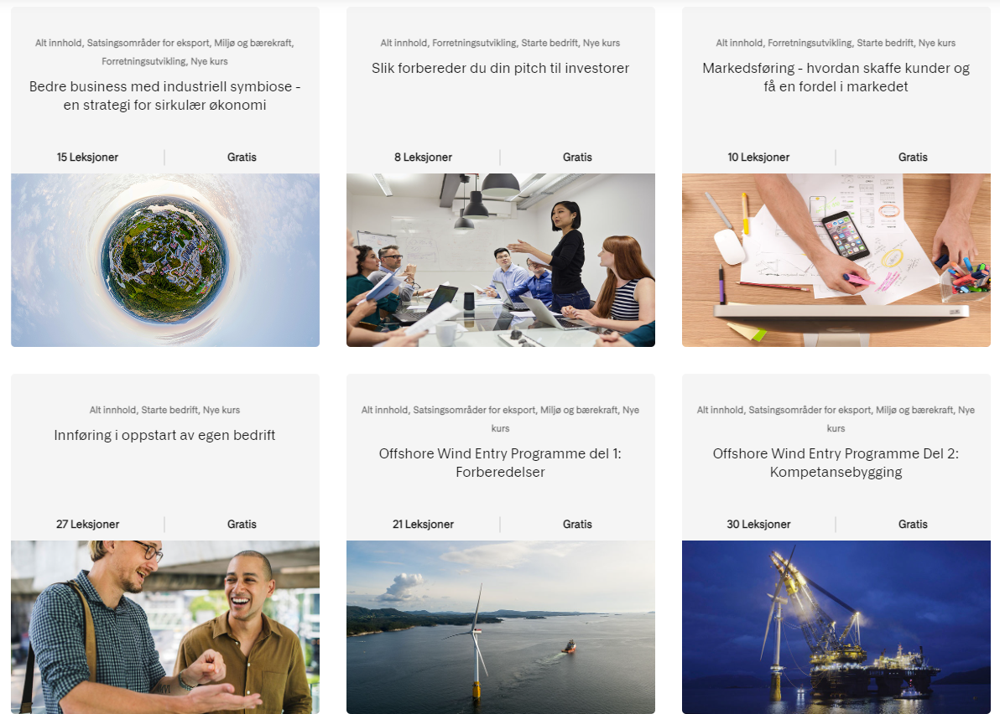 Alt innhold, Satsingsområder for eksport, Miljø og bærekraft,
Forretningsutvikling, Nye kurs
Bedre business med industriell symbiose -
en strategi for sirkulær økonomi
15 Leksjoner
Gratis
Alt innhold, Forretningsutvikling, Starte bedrift, Nye kurs
Slik forbereder du din pitch til investorer
8 Leksjoner
Gratis
Alt innhold, Forretningsutvikling, Starte bedrift, Nye kurs
Markedsføring - hvordan skaffe kunder og
få en fordel i markedet
10 Leksjoner
Gratis
Alt innhold, Starte bedrift, Nye kurs
Innføring i oppstart av egen bedrift
27 Leksjoner
Gratis
Alt innhold, Satsingsområder for eksport, Miljø og bærekraft, Nye
kurs
Offshore Wind Entry Programme del 1:
Forberedelser
21 Leksjoner
Gratis
Alt innhold, Satsingsområder for eksport, Miljø og bærekraft, Nye
kurs
Offshore Wind Entry Programme Del 2:
Kompetansebygging
30 Leksjoner
Gratis